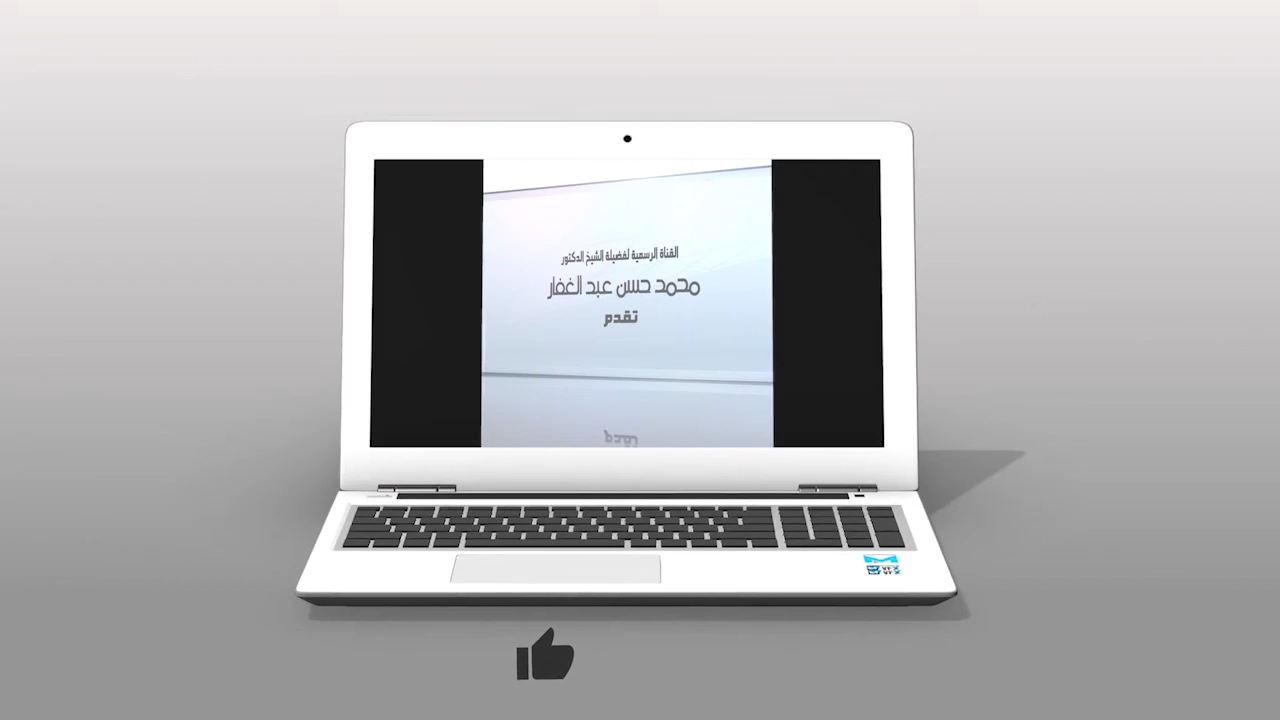 القناة الرسمية لفضيلة الشيخ الدكتور
محمد حسن عبد الغفار
تقدم